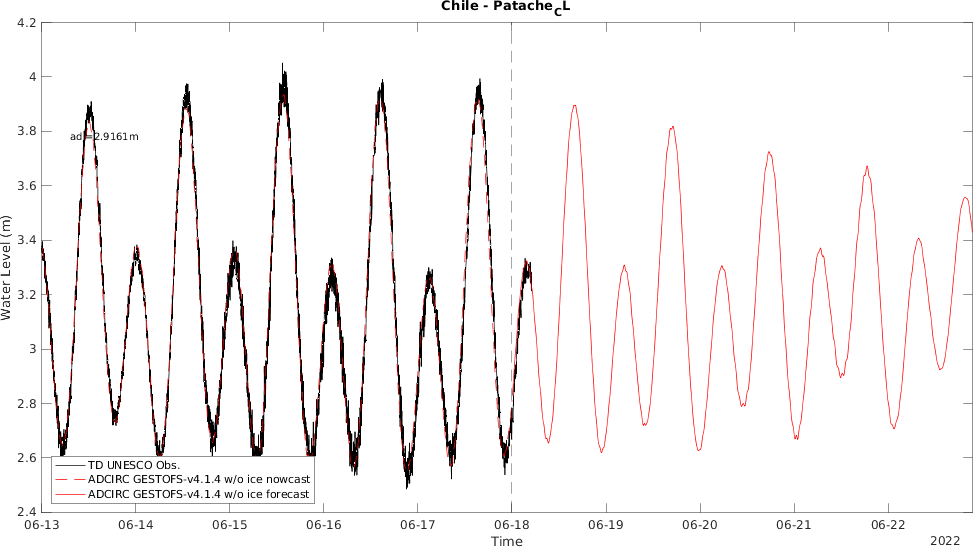 Chile - Patache_CL
4.2
4
3.8
3.6
3.4
3.2
3
2.8
2.6
2.4
Water Level (m)
adj=2.9161m
TD UNESCO Obs.
ADCIRC GESTOFS-v4.1.4 w/o ice nowcast
ADCIRC GESTOFS-v4.1.4 w/o ice forecast
06-13 06-14 06-15 06-16 06-17 06-18 06-19 06-20 06-21 06-22
Time
2022